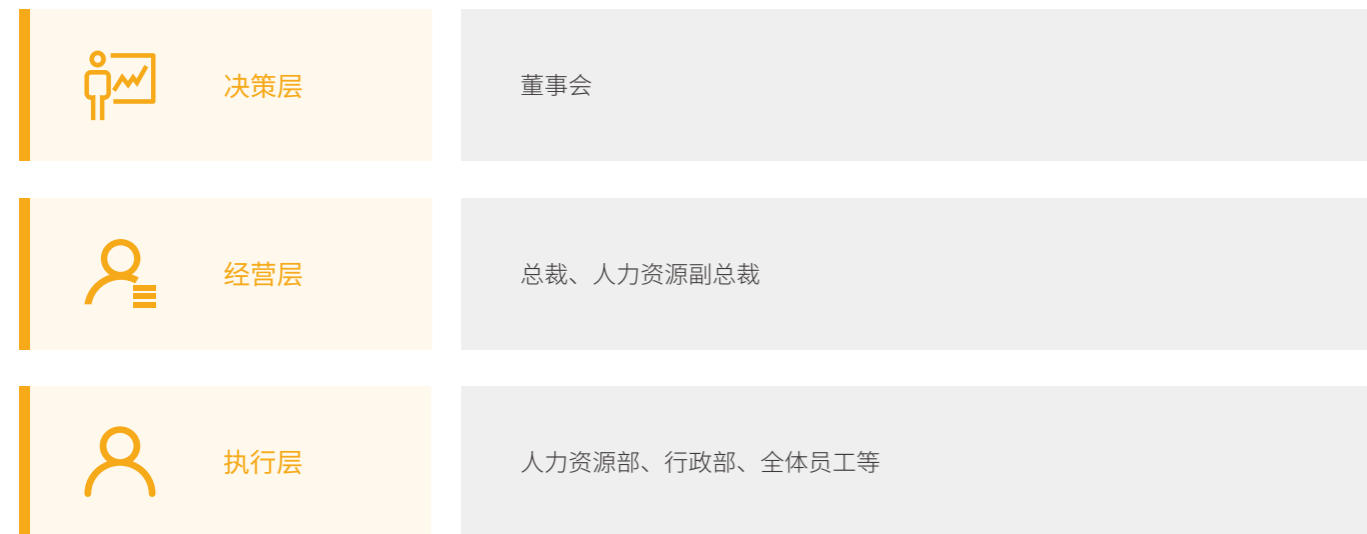 决策层
董事会
经营层
总裁、人力资源副总裁
执行层
人力资源部、行政部、全体员工等